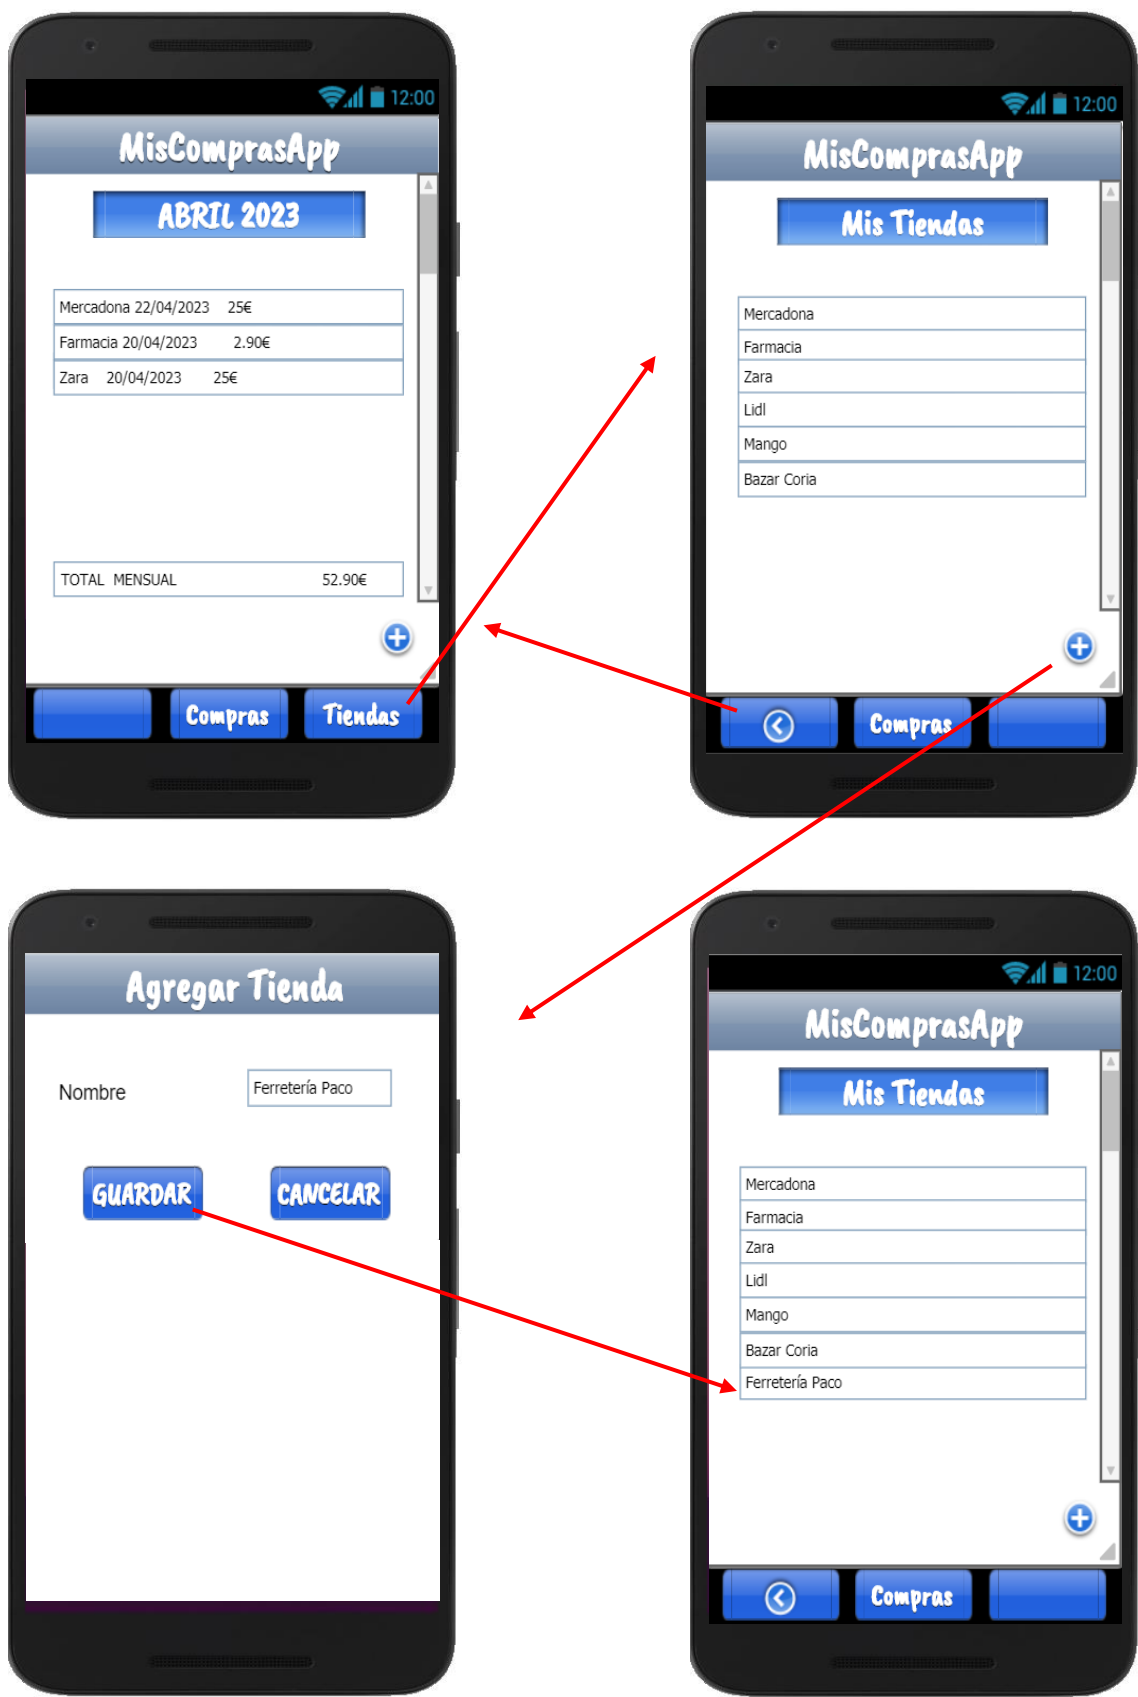 12:00
MisComprasApp
ABRIL 2023
Mercadona 22/04/2023 25€
Farmacia 20/04/2023 2.90€
Zara 20/04/2023 25€
TOTAL MENSUAL 52.90€
Compras Tiendas
12:00
MisComprasApp
Mis Tiendas
Mercadona
Farmacia
Zara
Lidl
Mango
Bazar Coria
Compras
Agregar Tienda
Nombre Ferretería Paco
GUARDAR CANCELAR
12:00
MisComprasApp
Mis Tiendas
Mercadona
Farmacia
Zara
Lidl
Mango
Bazar Coria
Ferretería Paco
Compras